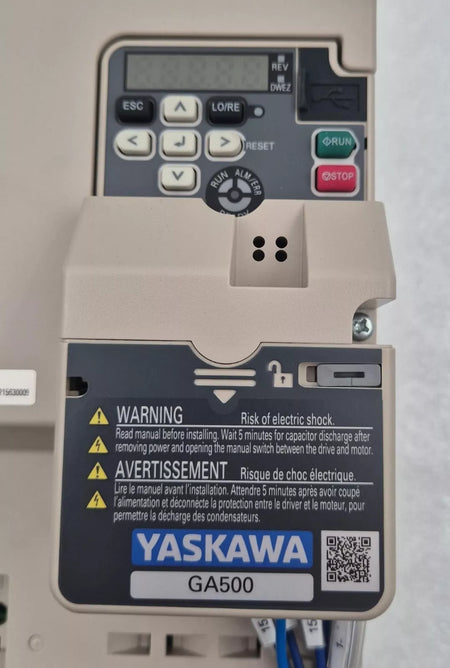 REV
DWEZ
ESC
LO/RE
RESET
RUN
STOP
RUN ALM/ERR
WARNING Risk of electric shock.
Read manual before installing. Wait 5 minutes for capacitor discharge after
removing power and opening the manual switch between the drive and motor.
AVERTISSEMENT Risque de choc électrique.
Lire le manuel avant l'installation. Attendre 5 minutes après avoir coupé
l'alimentation et déconnecte la protection entre le driver et le moteur, pour
permettre la décharge des condensateurs.
YASKAWA
GA500
15
15